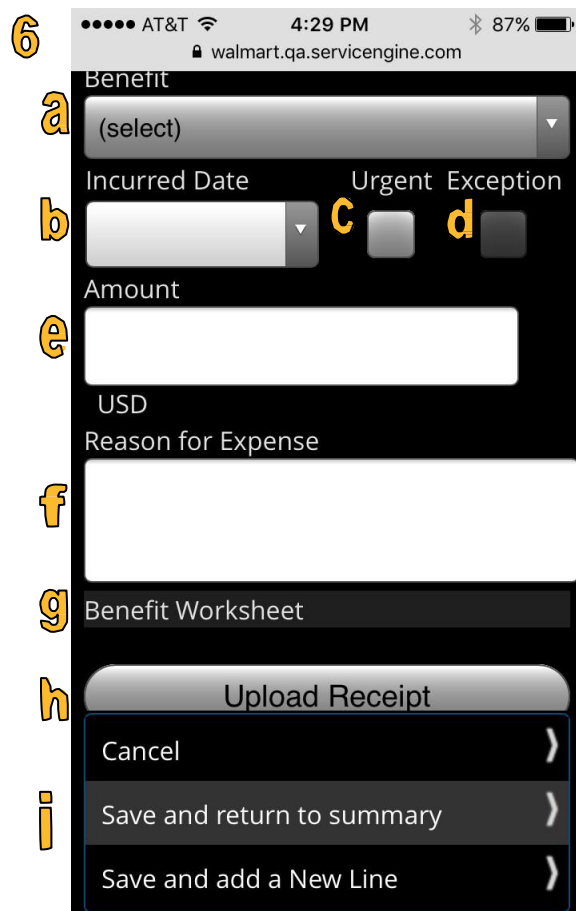 6
●●●●● AT&T 4:29 PM 87%
walmart.qa.servicengine.com
Benefit
a (select)
Incurred Date Urgent Exception
b c d
Amount
e
USD
Reason for Expense
f
g Benefit Worksheet
h Upload Receipt
Cancel ❯
i Save and return to summary ❯
Save and add a New Line ❯